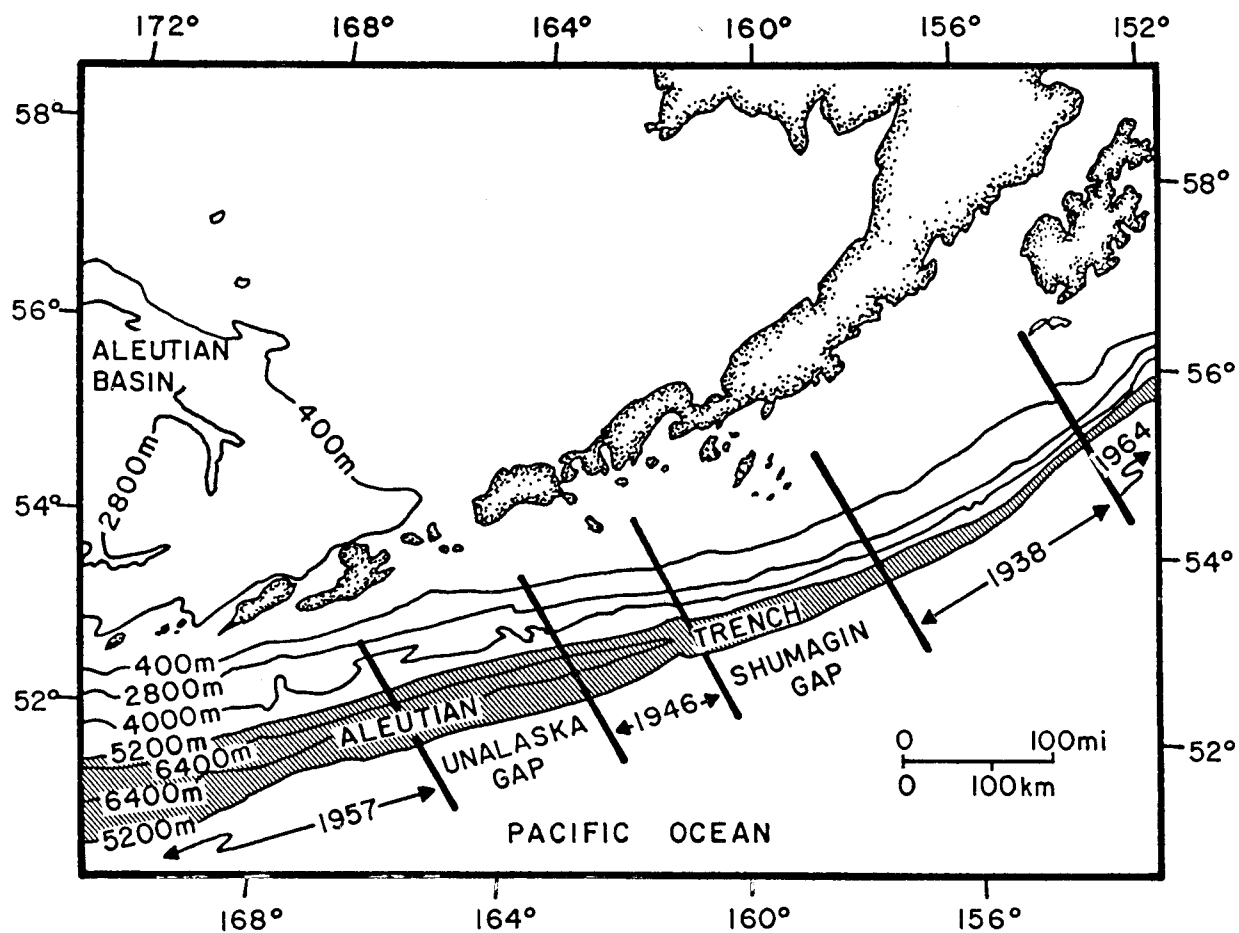 172° 168° 164° 160° 156° 152°
58°
58°
56°
ALEUTIAN
BASIN
56°
400m
2800m
1964
54°
54°
1938
TRENCH
SHUMAGIN
GAP
400m
2800m
52°
4000m
ALEUTIAN
1946
5200m
UNALASKA
GAP
6400m
52°
0 100mi
6400m
0 100km
5200m
1957
PACIFIC OCEAN
168° 164° 160° 156°